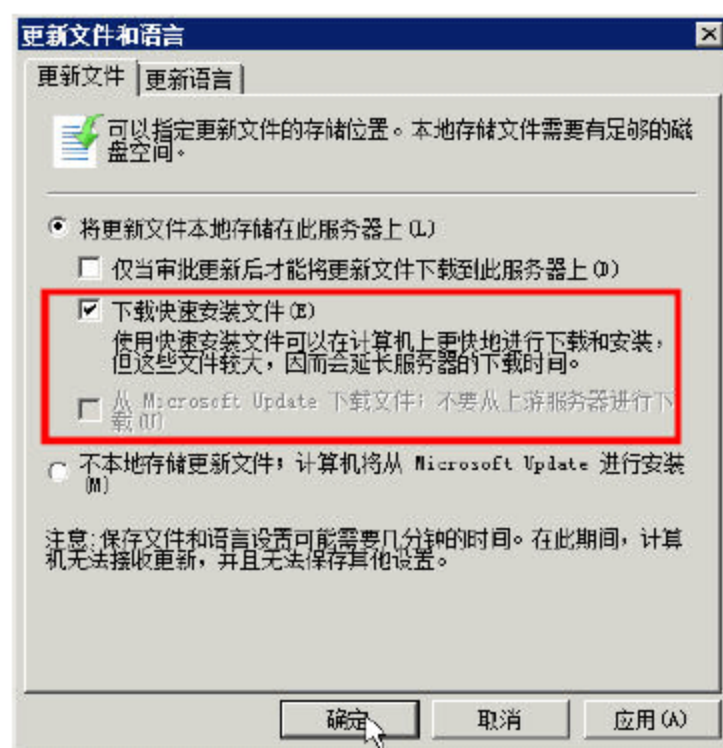 更新文件和语言
更新文件 更新语言
可以指定更新文件的存储位置。本地存储文件需要有足够的磁
盘空间。
将更新文件本地存储在此服务器上(L)
仅当审批更新后才能将更新文件下载到此服务器上(D)
下载快速安装文件(E)
使用快速安装文件可以在计算机上更快地进行下载和安装，
但这些文件较大，因而会延长服务器的下载时间。
从 Microsoft Update 下载文件；不要从上游服务器进行下
载(U)
不本地存储更新文件；计算机将从 Microsoft Update 进行安装
(M)
注意:保存文件和语言设置可能需要几分钟的时间。在此期间，计算
机无法接收更新，并且无法保存其他设置。
确定 取消 应用(A)